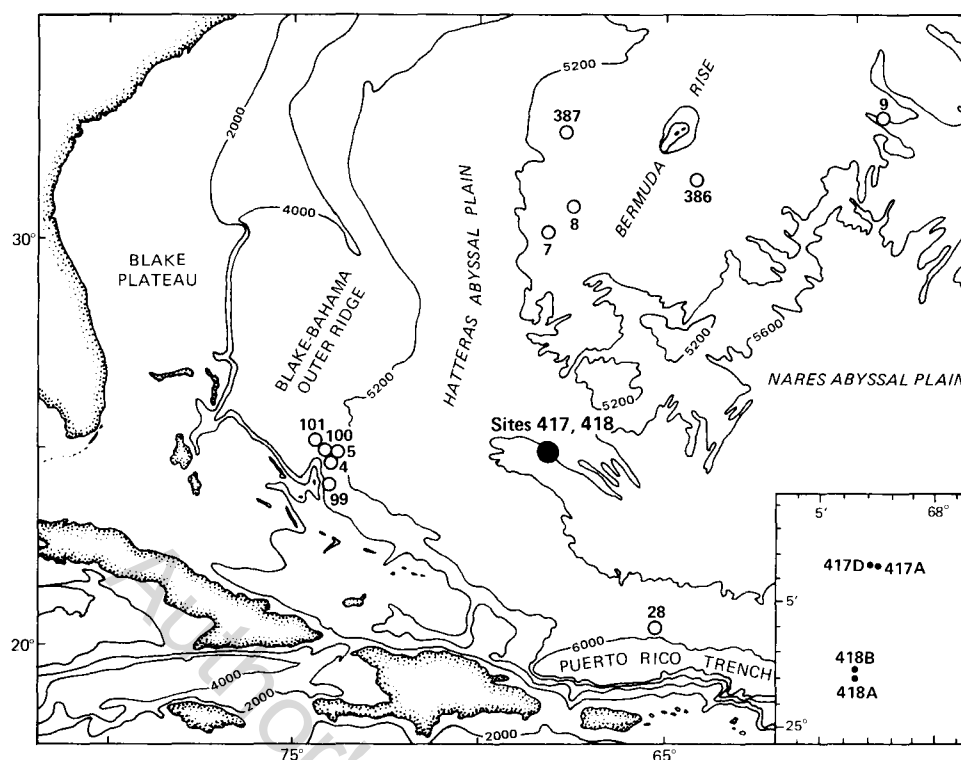 5200
2000
387
BERMUDA RISE
9
386
4000
8
30°
7
BLAKE
PLATEAU
HATTERAS ABYSSAL PLAIN
BLAKE-BAHAMA
OUTER RIDGE
5200
5600
5200
NARES ABYSSAL PLAIN
5200
Sites 417, 418
101
100
5
4
99
5'
68°
417D
417A
5'
28
20°
6000
PUERTO RICO TRENCH
418B
418A
4000
2000
2000
25°
75°
65°
Author